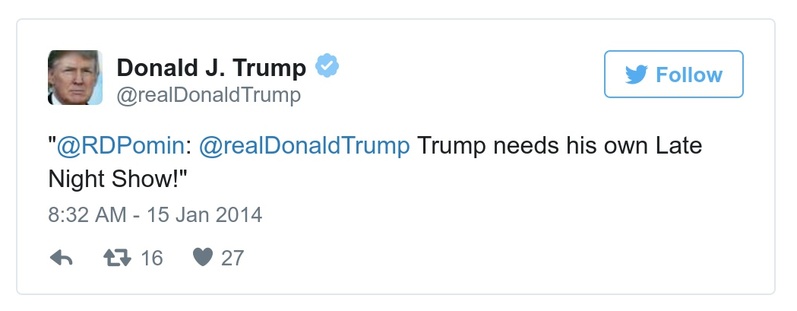 Donald J. Trump
@realDonaldTrump
Follow
"@RDPomin: @realDonaldTrump Trump needs his own Late
Night Show!"
8:32 AM - 15 Jan 2014
16 27